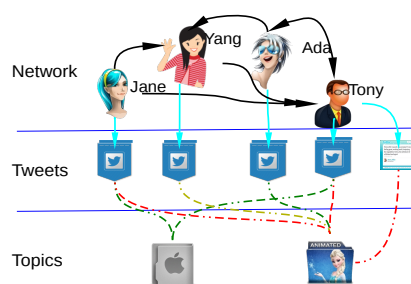 Yang
Ada
Network
Jane
Tony
Tweets
ANIMATED
Topics